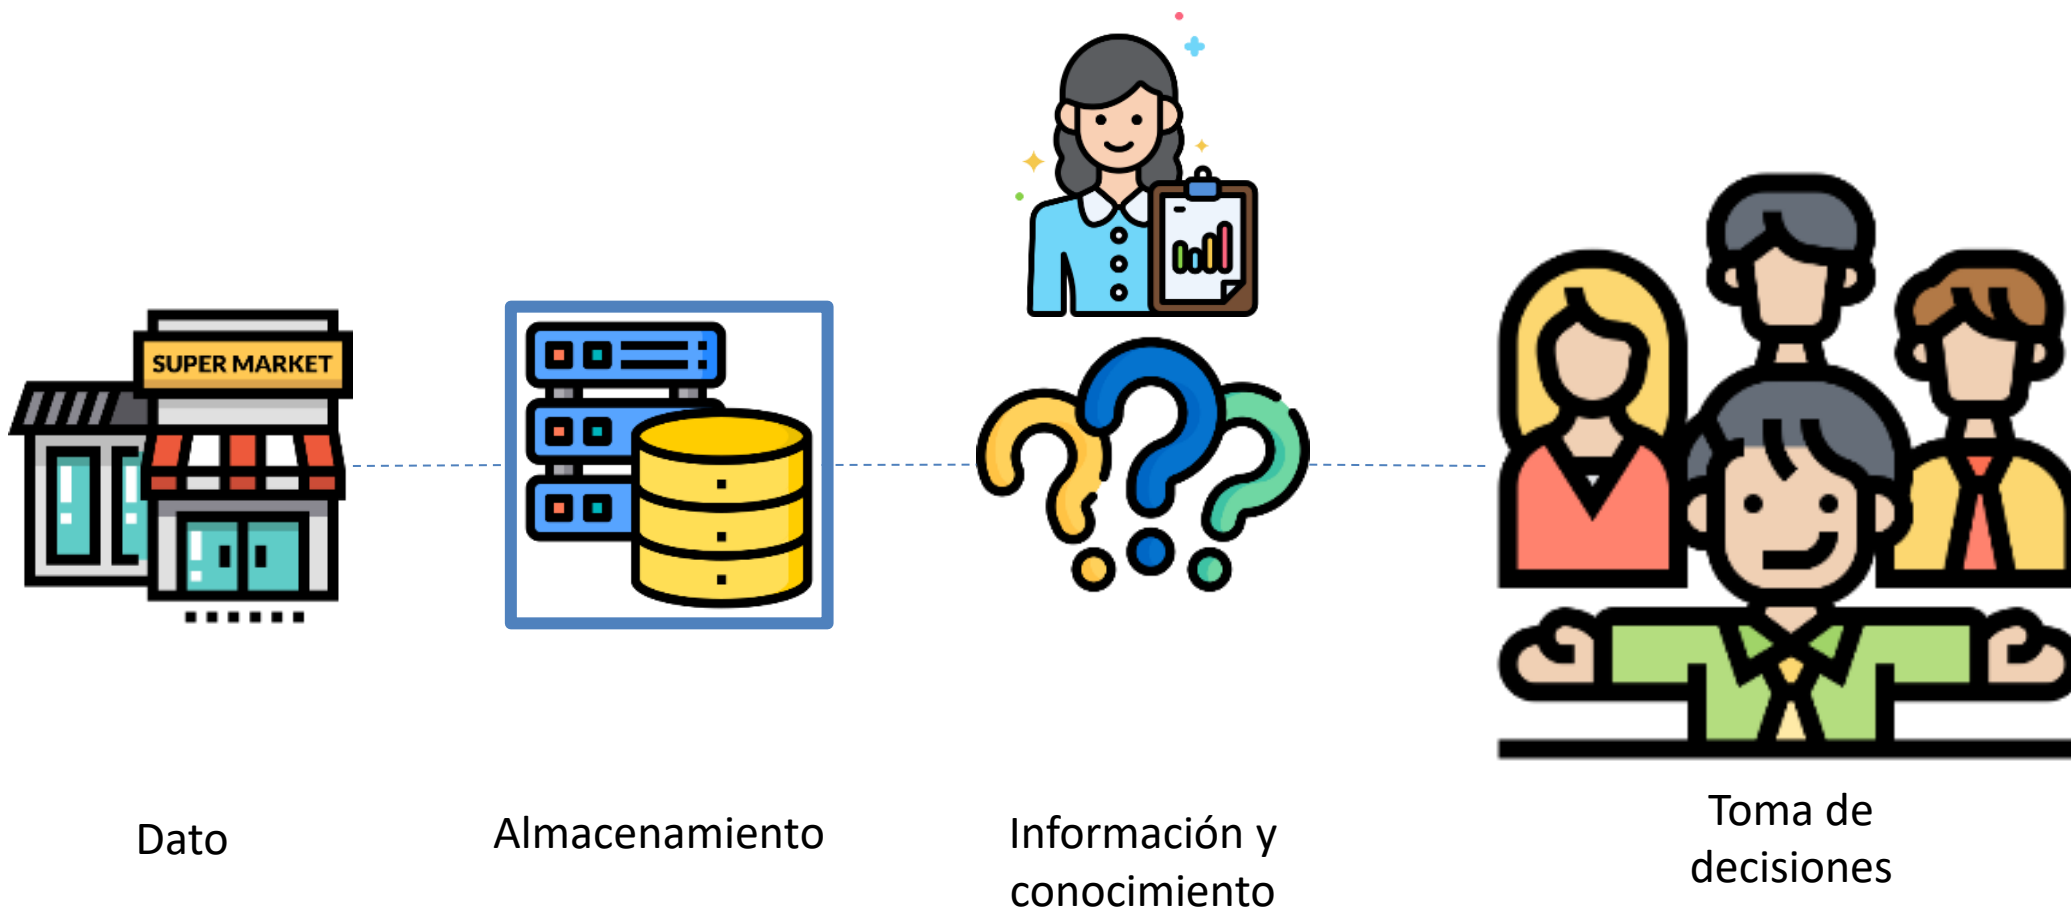 SUPER MARKET
Dato
Almacenamiento
Información y
conocimiento
Toma de
decisiones